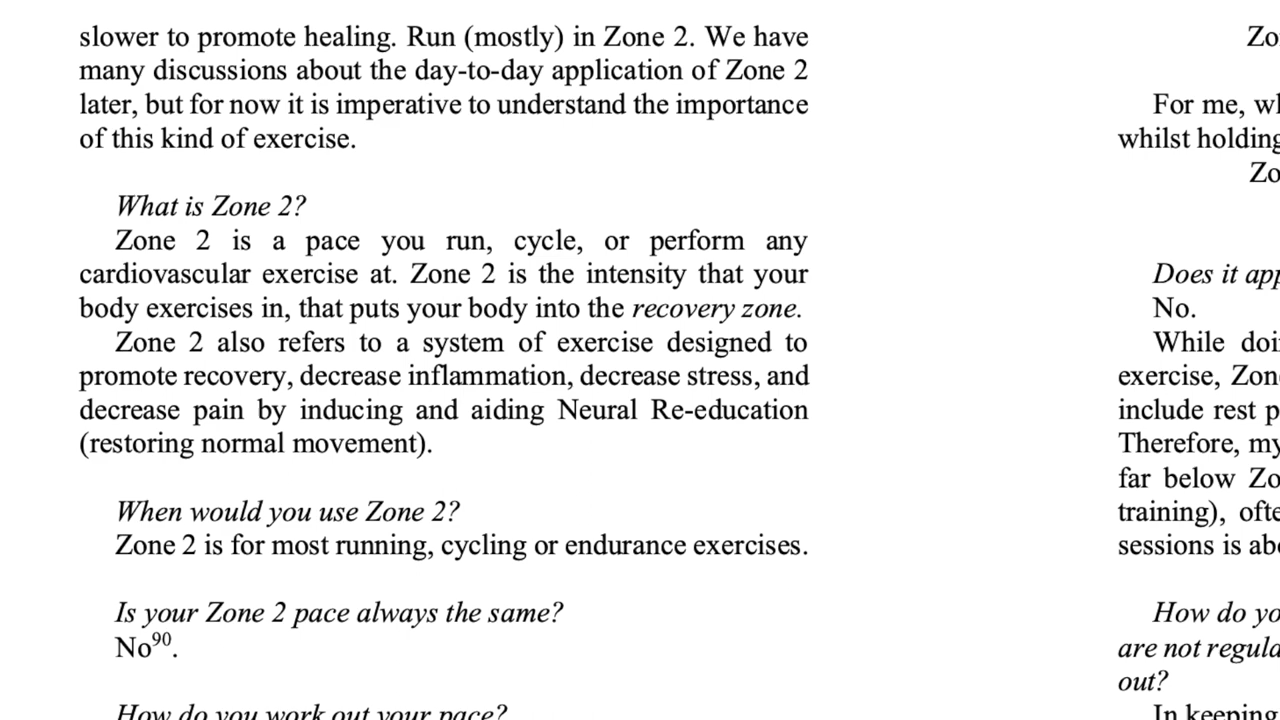 slower to promote healing. Run (mostly) in Zone 2. We have
many discussions about the day-to-day application of Zone 2
later, but for now it is imperative to understand the importance
of this kind of exercise.
What is Zone 2?
Zone 2 is a pace you run, cycle, or perform any
cardiovascular exercise at. Zone 2 is the intensity that your
body exercises in, that puts your body into the recovery zone.
Zone 2 also refers to a system of exercise designed to
promote recovery, decrease inflammation, decrease stress, and
decrease pain by inducing and aiding Neural Re-education
(restoring normal movement).
When would you use Zone 2?
Zone 2 is for most running, cycling or endurance exercises.
Is your Zone 2 pace always the same?
No⁹⁰.
How do you work out your pace?
Zo
For me, wh
whilst holding
Zo
Does it app
No.
While doi
exercise, Zon
include rest p
Therefore, my
far below Zo
training), ofte
sessions is abo
How do yo
are not regula
out?
In keeping